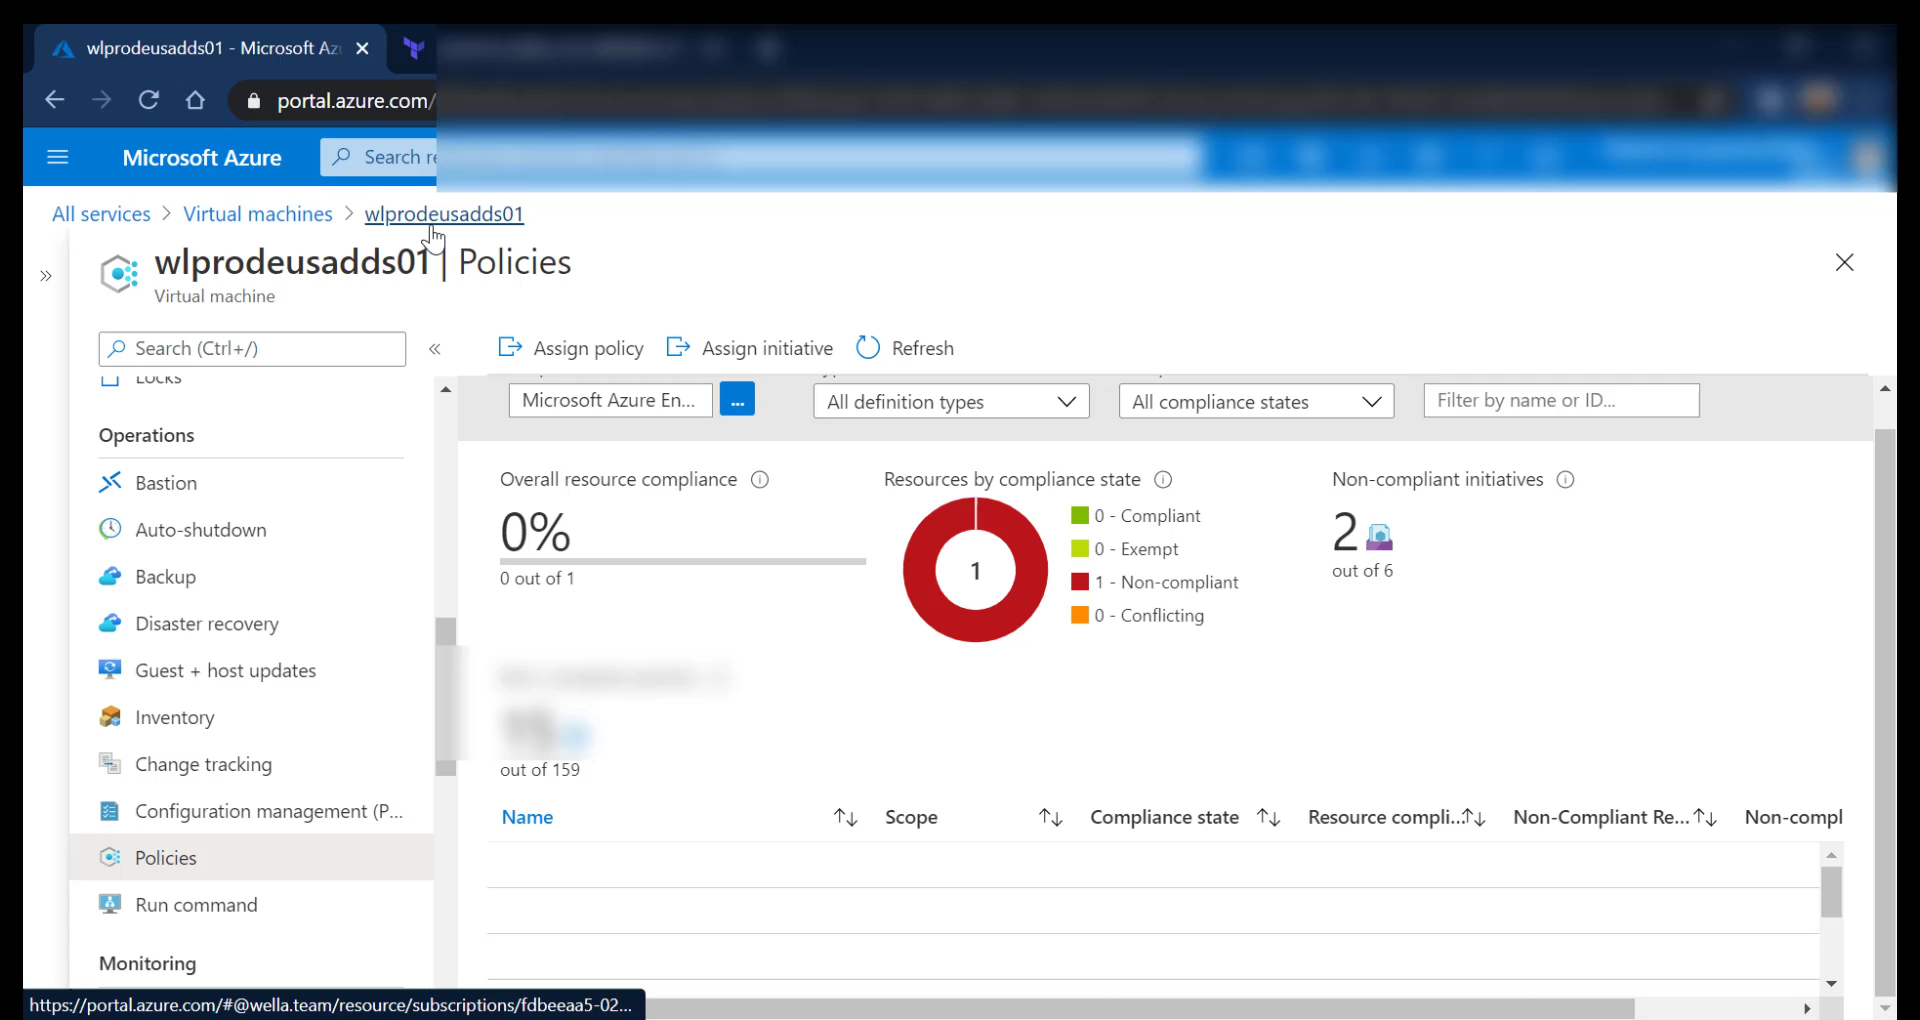 wlprodeusadds01 - Microsoft Az
portal.azure.com/
Microsoft Azure
Search re
All services > Virtual machines > wlprodeusadds01
wlprodeusadds01 | Policies
Virtual machine
Search (Ctrl+/)
Assign policy
Assign initiative
Refresh
Locks
Microsoft Azure En...
...
All definition types
All compliance states
Filter by name or ID...
Operations
Bastion
Auto-shutdown
Backup
Disaster recovery
Guest + host updates
Inventory
Change tracking
Configuration management (P...
Policies
Run command
Monitoring
Overall resource compliance
0%
0 out of 1
Resources by compliance state
1
0 - Compliant
0 - Exempt
1 - Non-compliant
0 - Conflicting
Non-compliant initiatives
2
out of 6
out of 159
Name
Scope
Compliance state
Resource compli...
Non-Compliant Re...
Non-compl
https://portal.azure.com/#@wella.team/resource/subscriptions/fdbeeaa5-02...